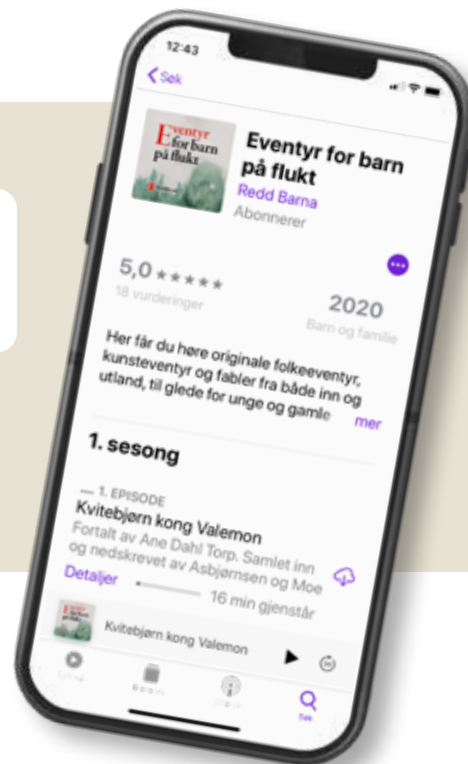 12:43
Søk
Eventyr
for barn
på flukt
Eventyr for barn
på flukt
Redd Barna
Abonnerer
5,0 ★★★★★
18 vurderinger
2020
Barn og familie
Her får du høre originale folkeeventyr,
kunsteventyr og fabler fra både inn og
utland, til glede for unge og gamle mer
1. sesong
1. EPISODE
Kvitebjørn kong Valemon
Fortalt av Ane Dahl Torp. Samlet inn
og nedskrevet av Asbjørnsen og Moe
Detaljer 16 min gjenstår
Kvitebjørn kong Valemon
Søk